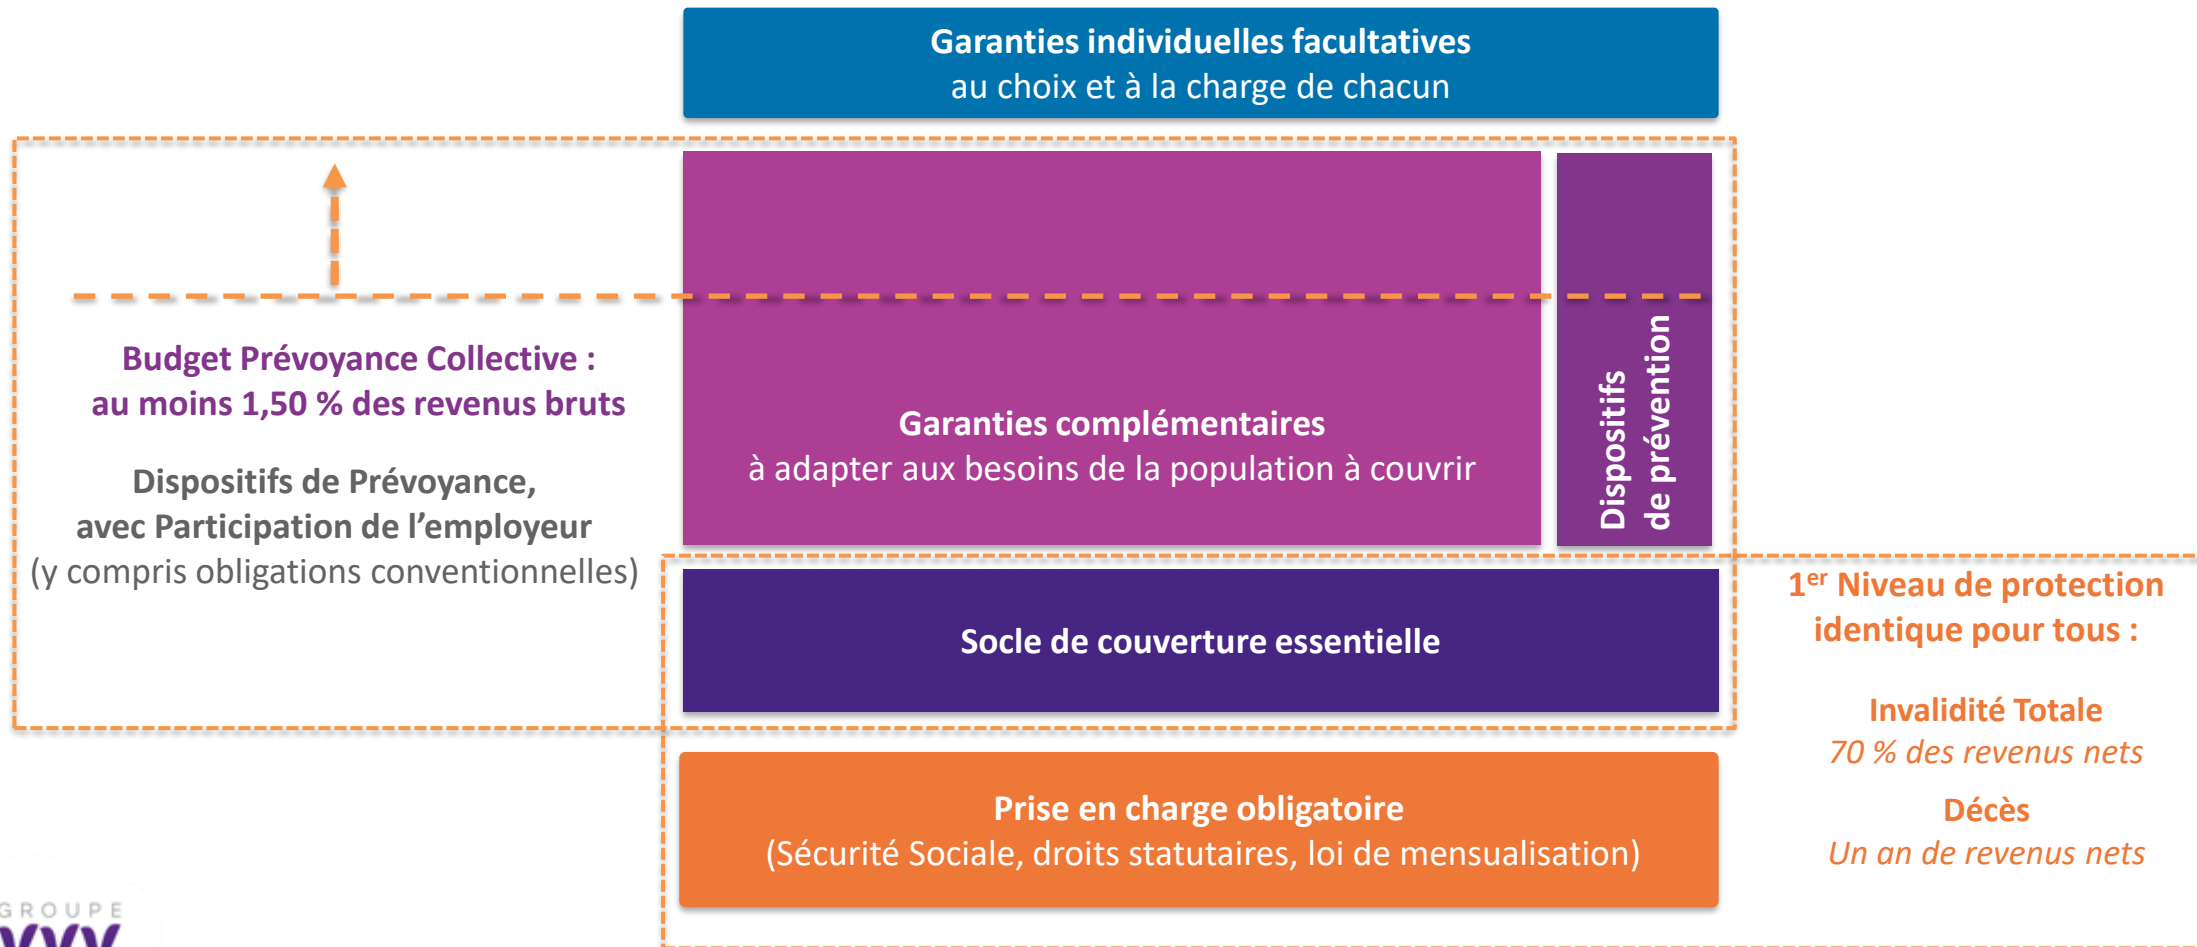 Garanties individuelles facultatives
au choix et à la charge de chacun
Budget Prévoyance Collective :
au moins 1,50 % des revenus bruts
Dispositifs de Prévoyance,
avec Participation de l’employeur
(y compris obligations conventionnelles)
Garanties complémentaires
à adapter aux besoins de la population à couvrir
Dispositifs
de prévention
Socle de couverture essentielle
1er Niveau de protection
identique pour tous :
Invalidité Totale
70 % des revenus nets
Décès
Un an de revenus nets
Prise en charge obligatoire
(Sécurité Sociale, droits statutaires, loi de mensualisation)
GROUPE